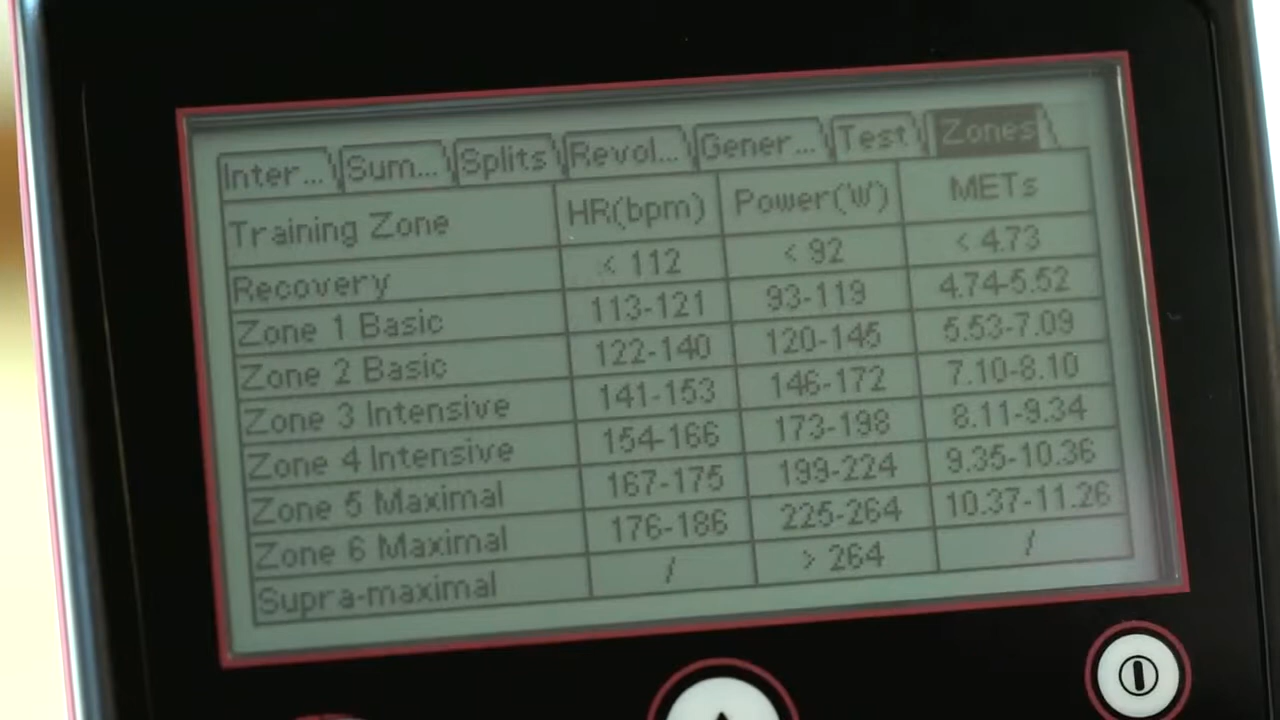 Inter... Sum... Splits Revol... Gener... Test Zones
Training Zone HR(bpm) Power(W) METs
Recovery < 112 < 92 < 4.73
Zone 1 Basic 113-121 93-119 4.74-5.52
Zone 2 Basic 122-140 120-145 5.53-7.09
Zone 3 Intensive 141-153 146-172 7.10-8.10
Zone 4 Intensive 154-166 173-198 8.11-9.34
Zone 5 Maximal 167-175 199-224 9.35-10.36
Zone 6 Maximal 176-186 225-264 10.37-11.26
Supra-maximal / > 264 /